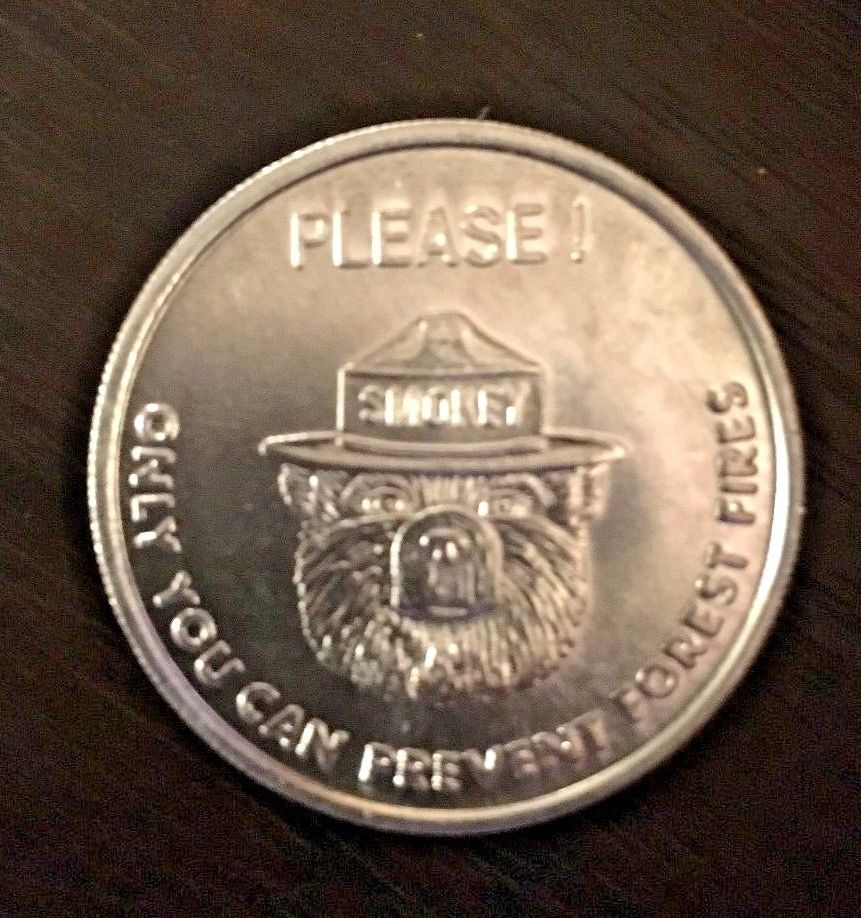 PLEASE !
SMOKEY
ONLY YOU CAN PREVENT FOREST FIRES